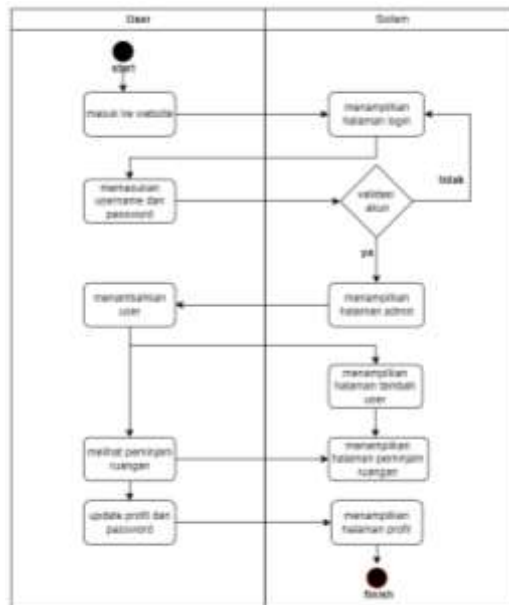 User
Sistem
start
masuk ke website
menampilkan
halaman login
memasukan
username dan
password
validasi
akun
tidak
ya
menambahkan
user
menampilkan
halaman admin
menampilkan
halaman tambah
user
melihat peminjam
ruangan
menampilkan
halaman peminjam
ruangan
update profil dan
password
menampilkan
halaman profil
finish